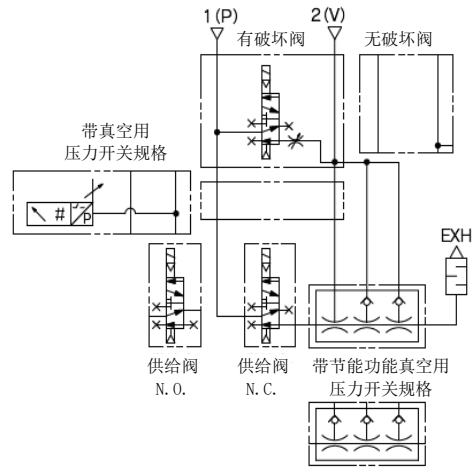 1(P)
2(V)
有破坏阀
无破坏阀
带真空用
压力开关规格
#
P
EXH
供给阀
N.O.
供给阀
N.C.
带节能功能真空用
压力开关规格